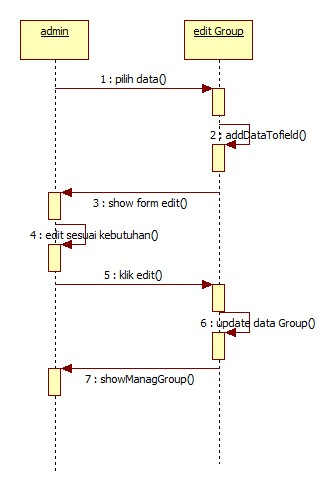 admin
edit Group
1 : pilih data()
2 : addDataTofield()
3 : show form edit()
4 : edit sesuai kebutuhan()
5 : klik edit()
6 : update data Group()
7 : showManagGroup()